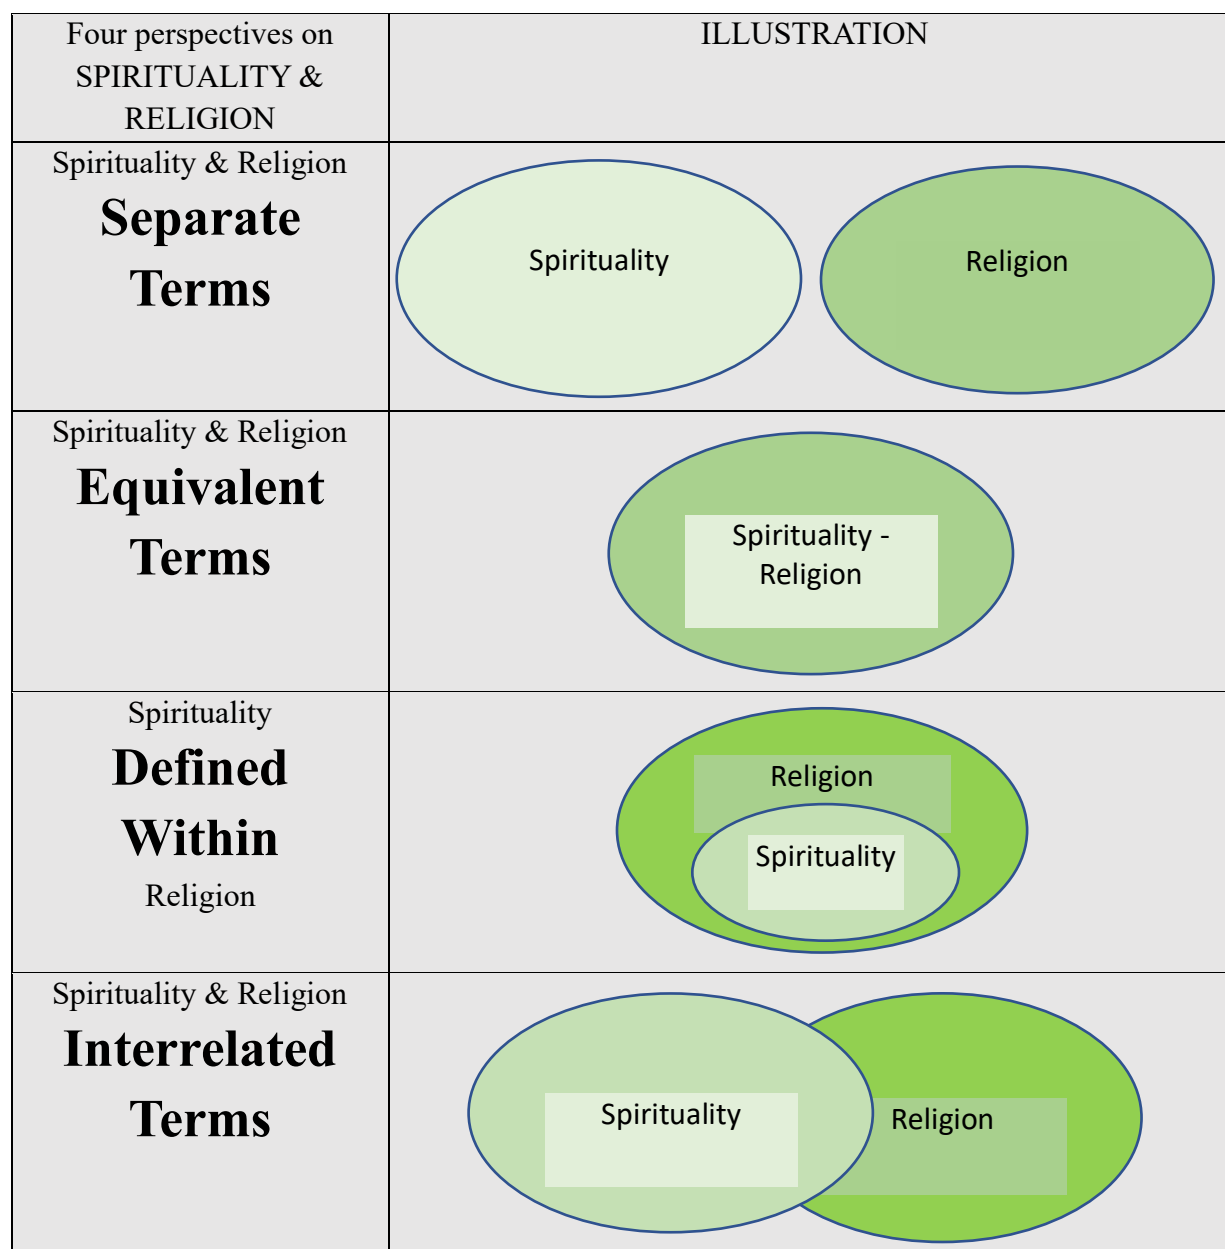 Four perspectives on
SPIRITUALITY &
RELIGION
ILLUSTRATION
Spirituality & Religion
Separate
Terms
Spirituality
Religion
Spirituality & Religion
Equivalent
Terms
Spirituality -
Religion
Spirituality
Defined
Within
Religion
Religion
Spirituality
Spirituality & Religion
Interrelated
Terms
Spirituality
Religion